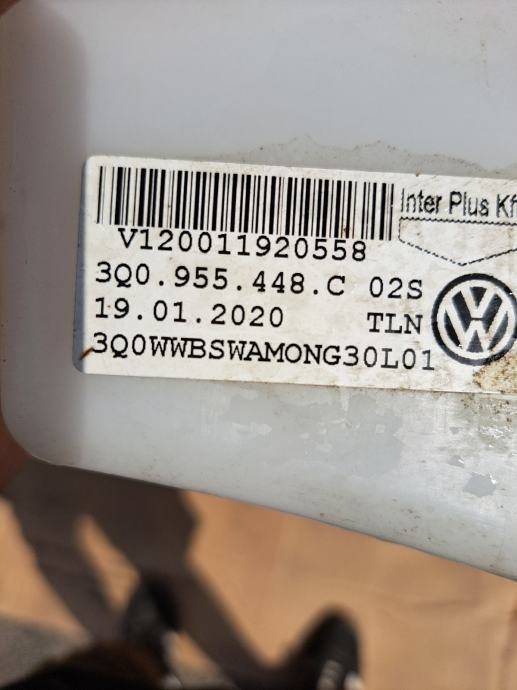 Inter Plus Kf
V120011920558
3Q0.955.448.C 02S
19.01.2020 TLN
3Q0WWBSWAMONG30L01